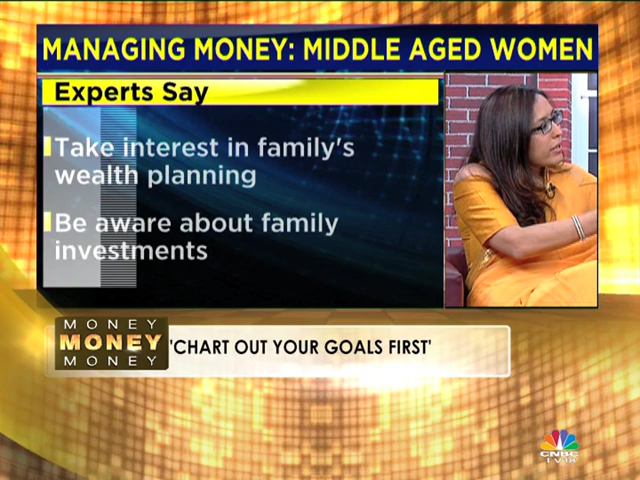 MANAGING MONEY: MIDDLE AGED WOMEN
Experts Say
Take interest in family's
wealth planning
Be aware about family
investments
MONEY
MONEY
MONEY
'CHART OUT YOUR GOALS FIRST'
CNBC
TV18